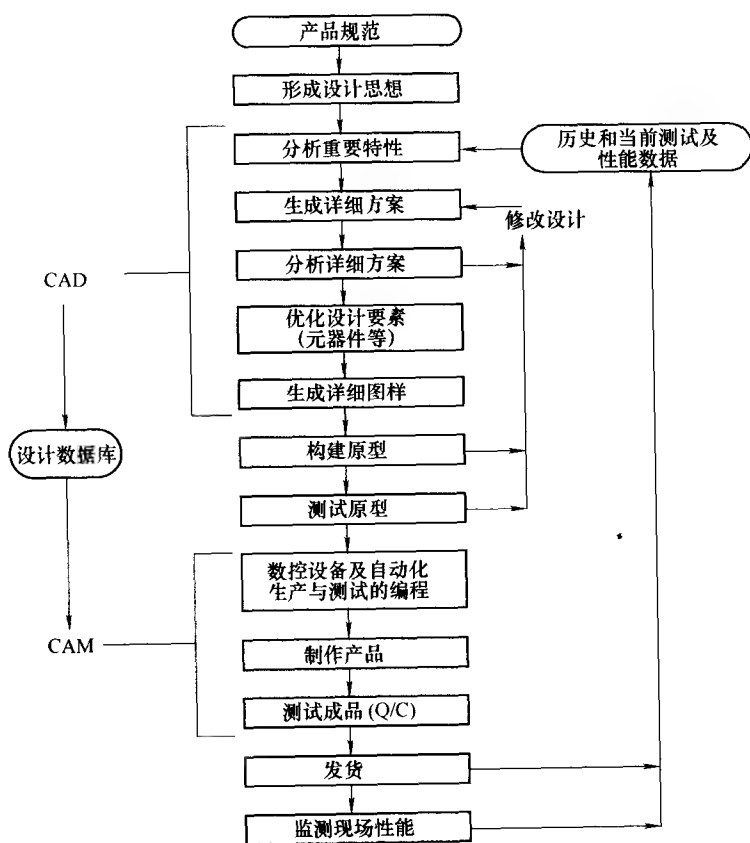 产品规范
形成设计思想
分析重要特性
历史和当前测试及
性能数据
生成详细方案
修改设计
分析详细方案
CAD
优化设计要素
(元器件等)
生成详细图样
构建原型
设计数据库
测试原型
数控设备及自动化
生产与测试的编程
CAM
制作产品
测试成品(Q/C)
发货
监测现场性能